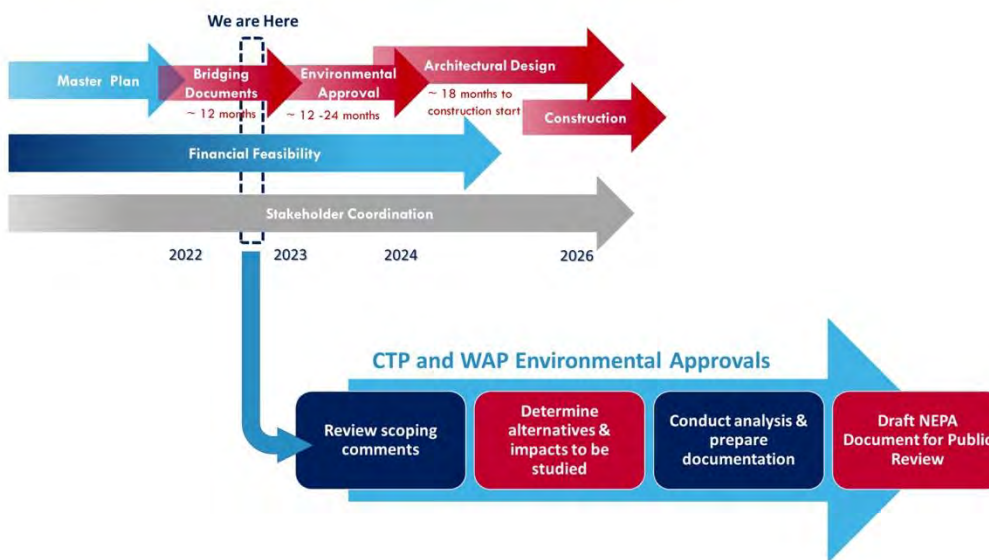 We are Here
Master Plan
Bridging
Documents
~ 12 months
Environmental
Approval
~ 12 -24 months
Architectural Design
~ 18 months to
construction start
Construction
Financial Feasibility
Stakeholder Coordination
2022
2023
2024
2026
CTP and WAP Environmental Approvals
Review scoping
comments
Determine
alternatives &
impacts to be
studied
Conduct analysis &
prepare
documentation
Draft NEPA
Document for Public
Review